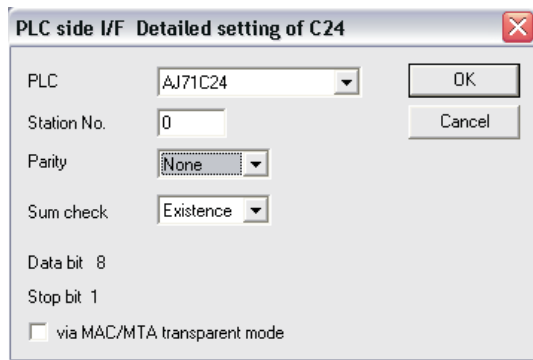 PLC side I/F Detailed setting of C24
PLC AJ71C24 OK
Station No. 0 Cancel
Parity None
Sum check Existence
Data bit 8
Stop bit 1
via MAC/MTA transparent mode